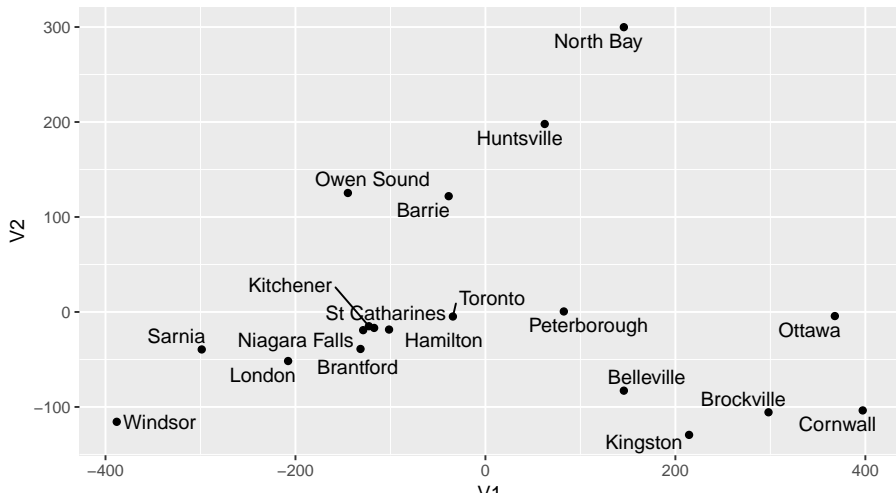 300
North Bay
200
Huntsville
Owen Sound
Barrie
100
V2
Kitchener
St Catharines
Toronto
0
Peterborough
Ottawa
Sarnia
Niagara Falls
Hamilton
London
Brantford
Belleville
Brockville
−100
Windsor
Kingston
Cornwall
−400 −200 0 200 400
V1